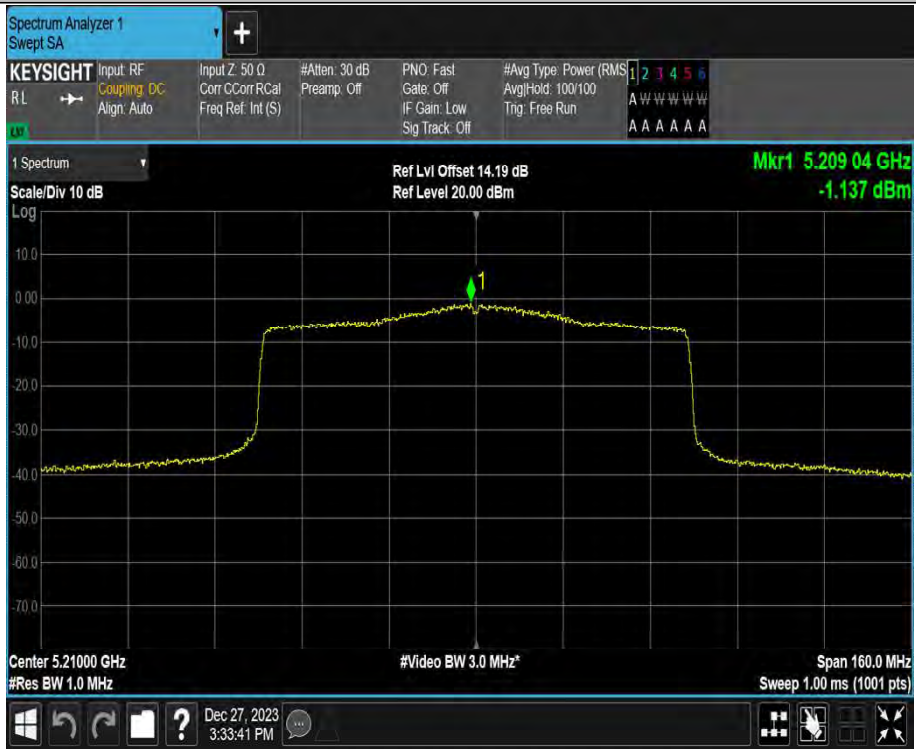 Spectrum Analyzer 1
Swept SA
+
KEYSIGHT
RL
Input: RF
Coupling: DC
Align: Auto
Input Z: 50 Ω
Corr CCorr RCal
Freq Ref: Int (S)
#Atten: 30 dB
Preamp: Off
PNO: Fast
Gate: Off
IF Gain: Low
Sig Track: Off
#Avg Type: Power (RMS
Avg|Hold: 100/100
Trig: Free Run
1 2 3 4 5 6
A W W W W W
A A A A A A
1 Spectrum
Scale/Div 10 dB
Log
Ref Lvl Offset 14.19 dB
Ref Level 20.00 dBm
Mkr1 5.209 04 GHz
-1.137 dBm
10.0
0.00
-10.0
-20.0
-30.0
-40.0
-50.0
-60.0
-70.0
1
Center 5.21000 GHz
#Res BW 1.0 MHz
#Video BW 3.0 MHz*
Span 160.0 MHz
Sweep 1.00 ms (1001 pts)
?
Dec 27, 2023
3:33:41 PM